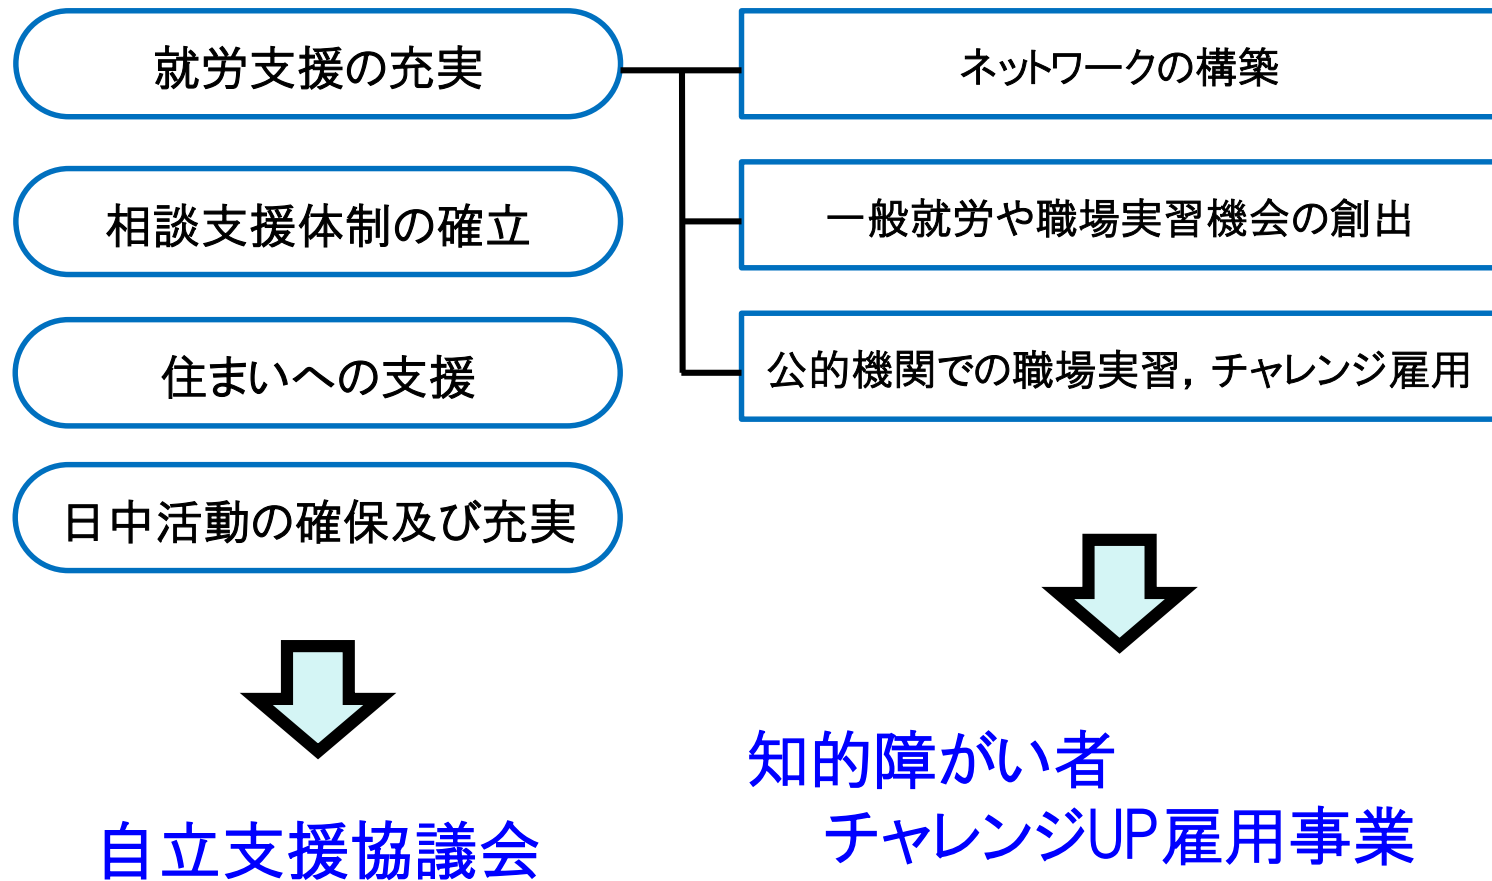 就労支援の充実
相談支援体制の確立
住まいへの支援
日中活動の確保及び充実
ネットワークの構築
一般就労や職場実習機会の創出
公的機関での職場実習，チャレンジ雇用
自立支援協議会
知的障がい者
チャレンジUP雇用事業